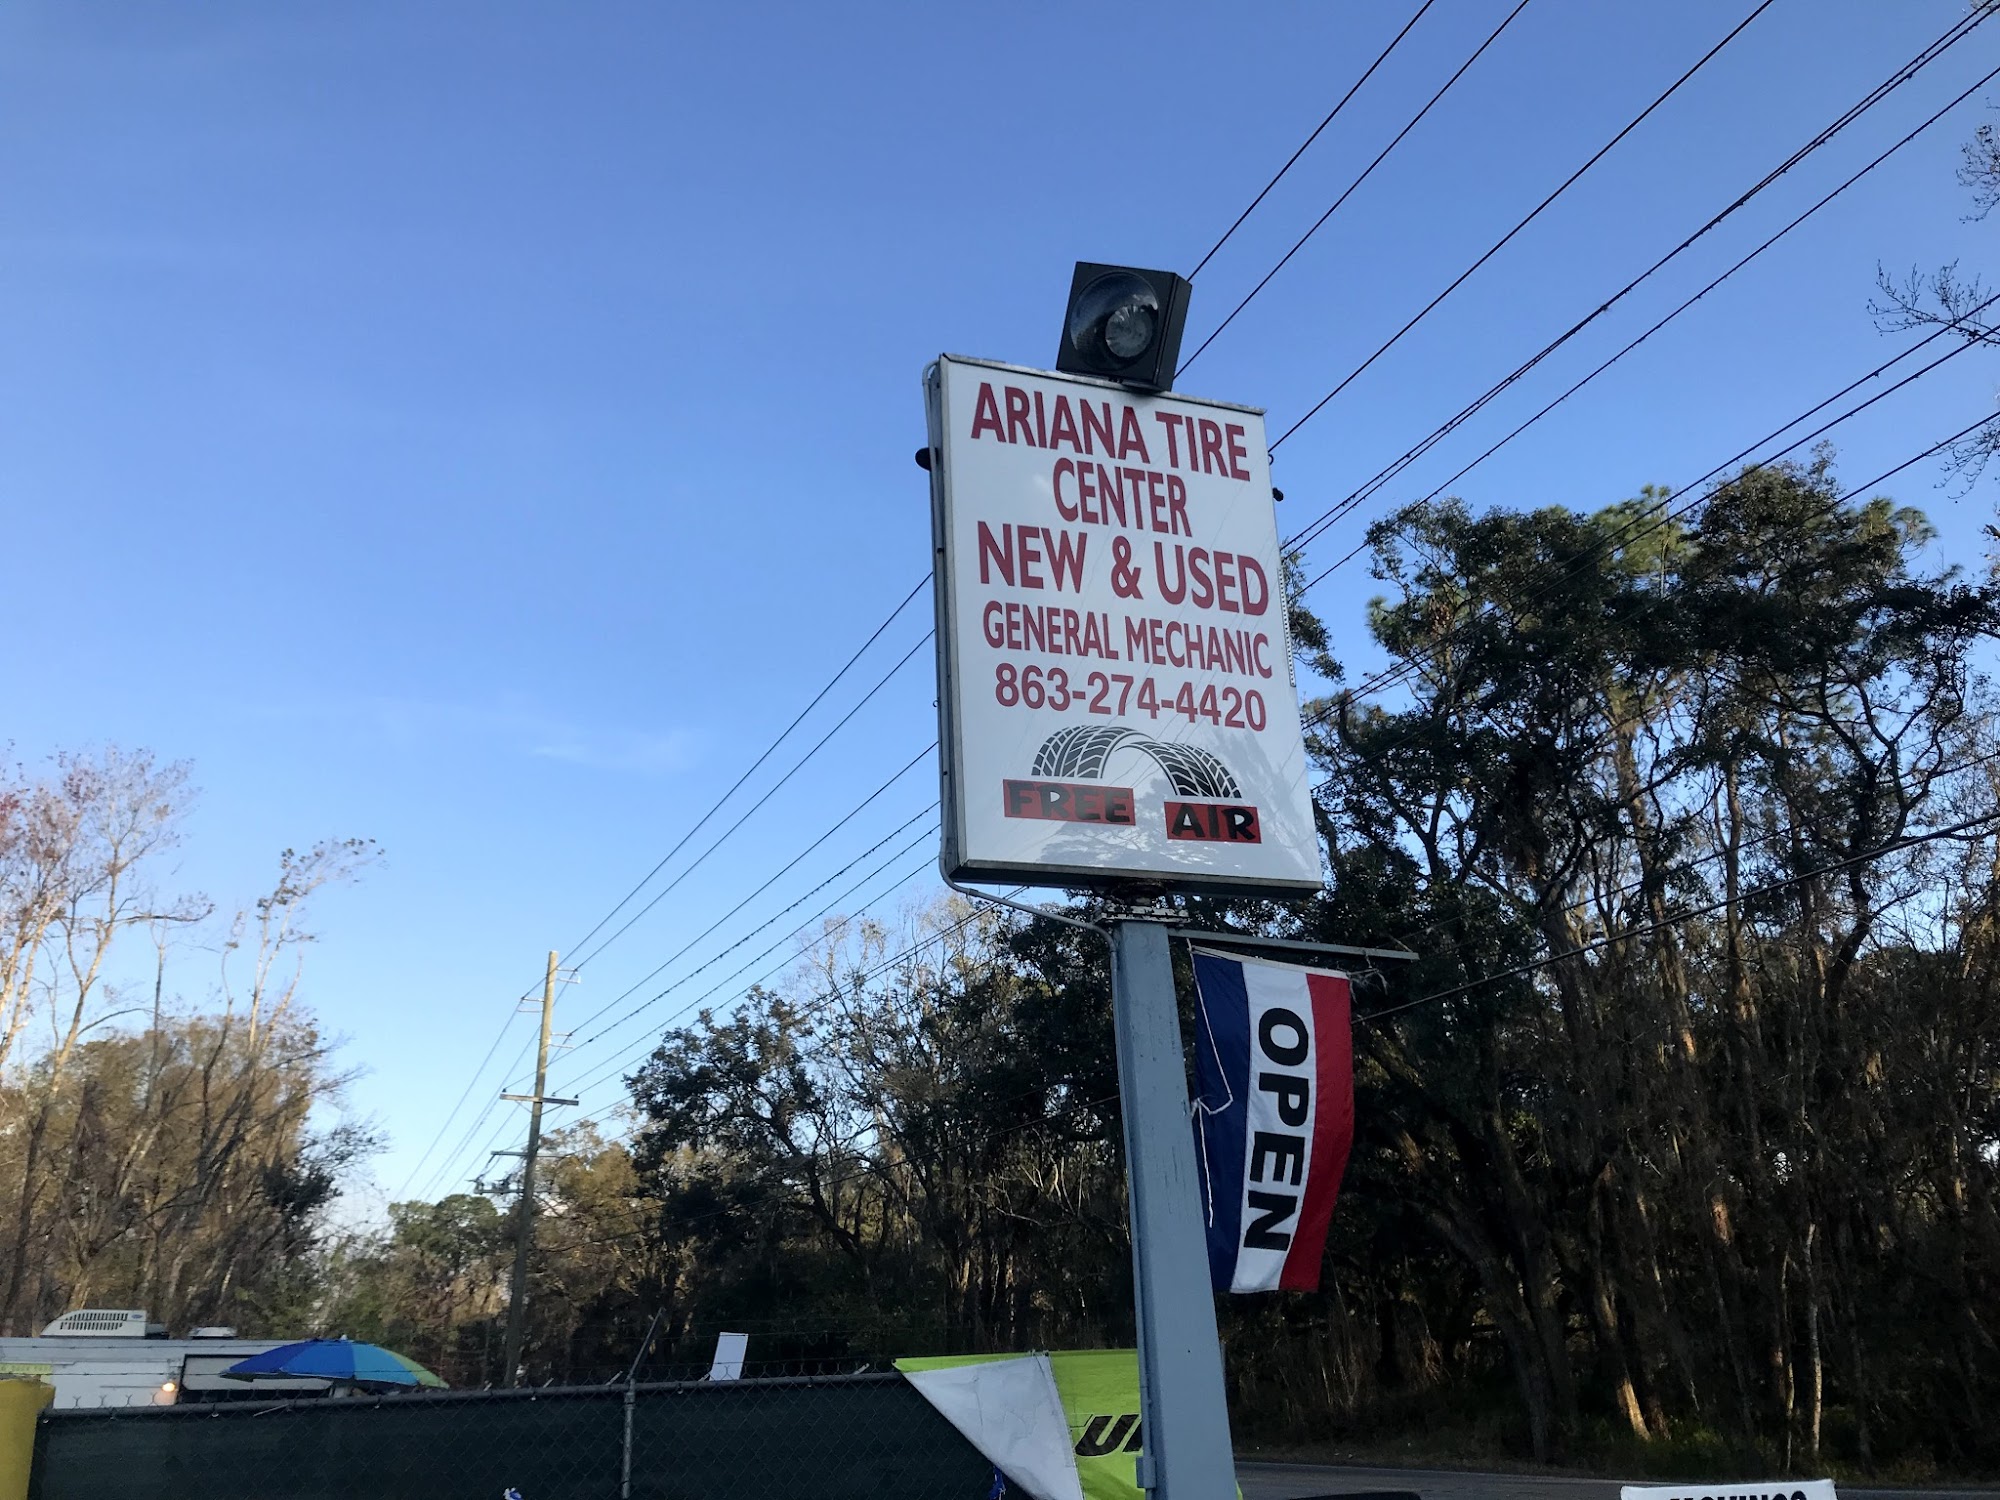 ARIANA TIRE
CENTER
NEW & USED
GENERAL MECHANIC
863-274-4420
FREE AIR
OPEN